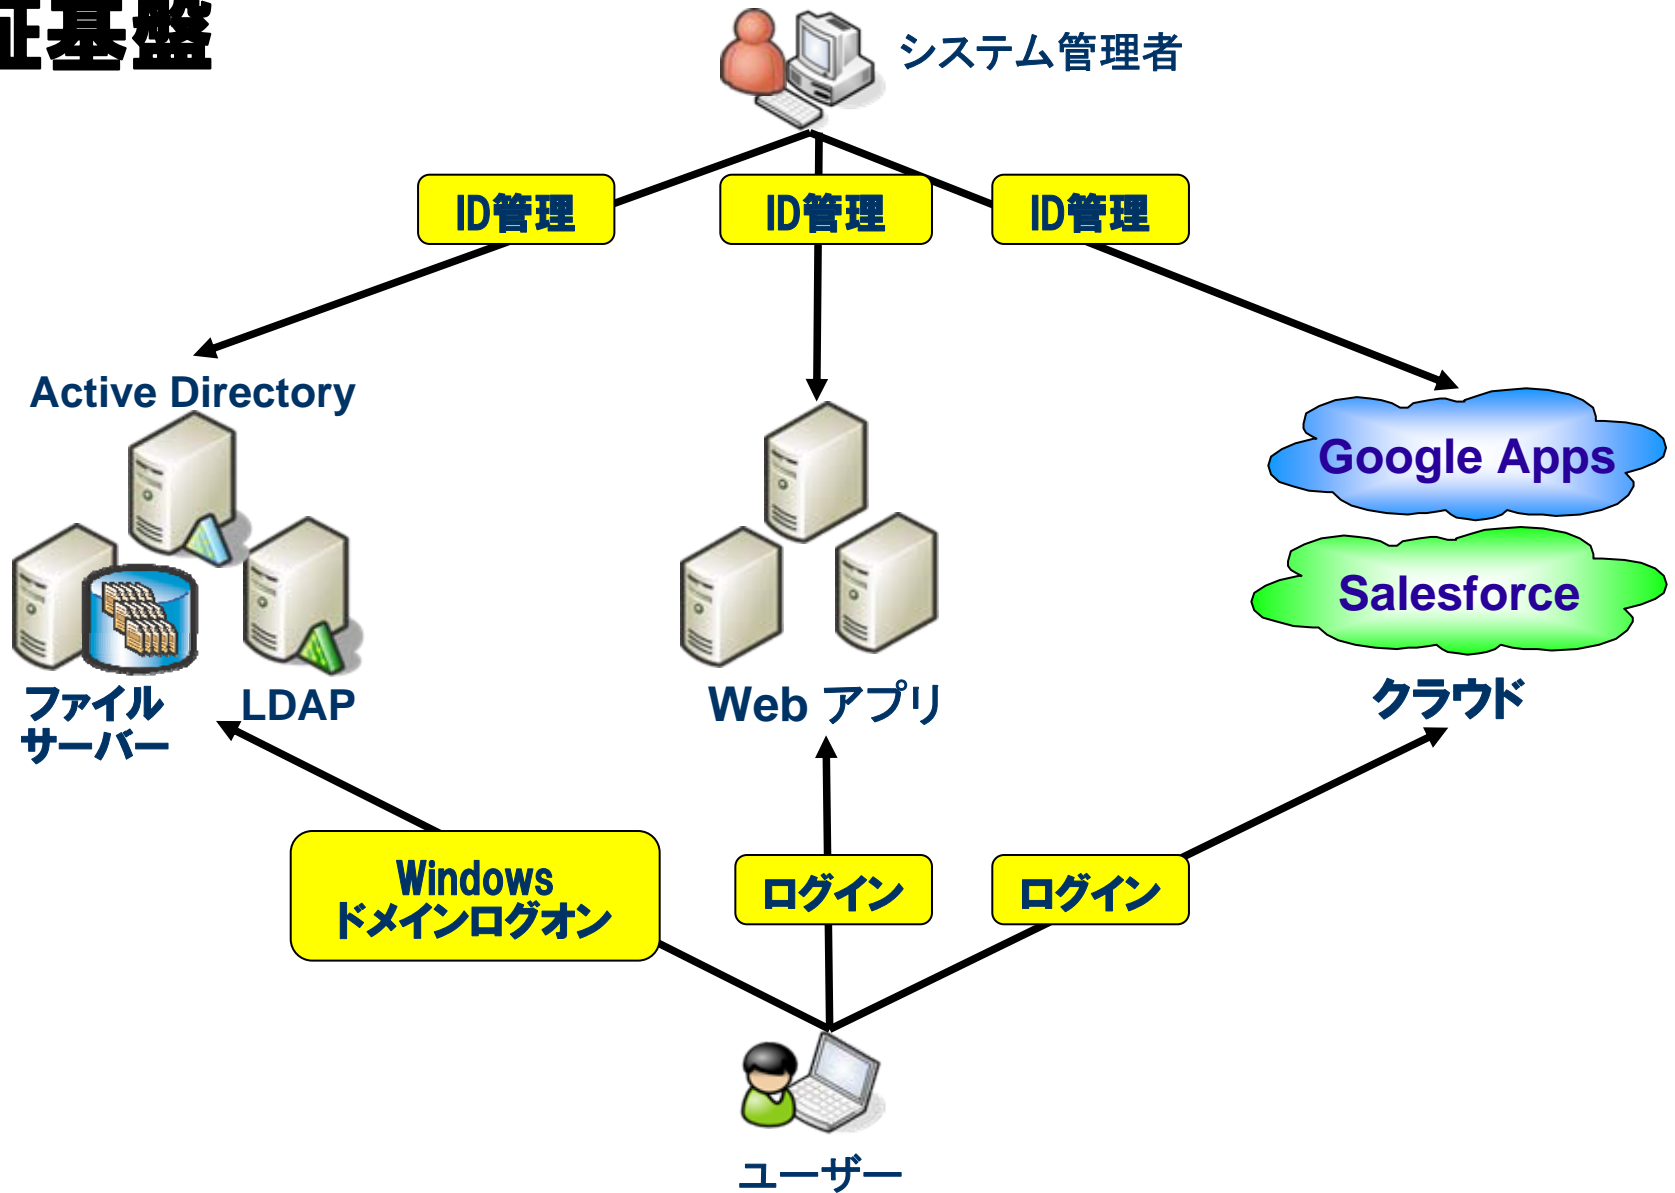 証基盤
システム管理者
ID管理
ID管理
ID管理
Active Directory
Google Apps
Salesforce
ファイル
サーバー
LDAP
Web アプリ
クラウド
Windows
ドメインログオン
ログイン
ログイン
ユーザー